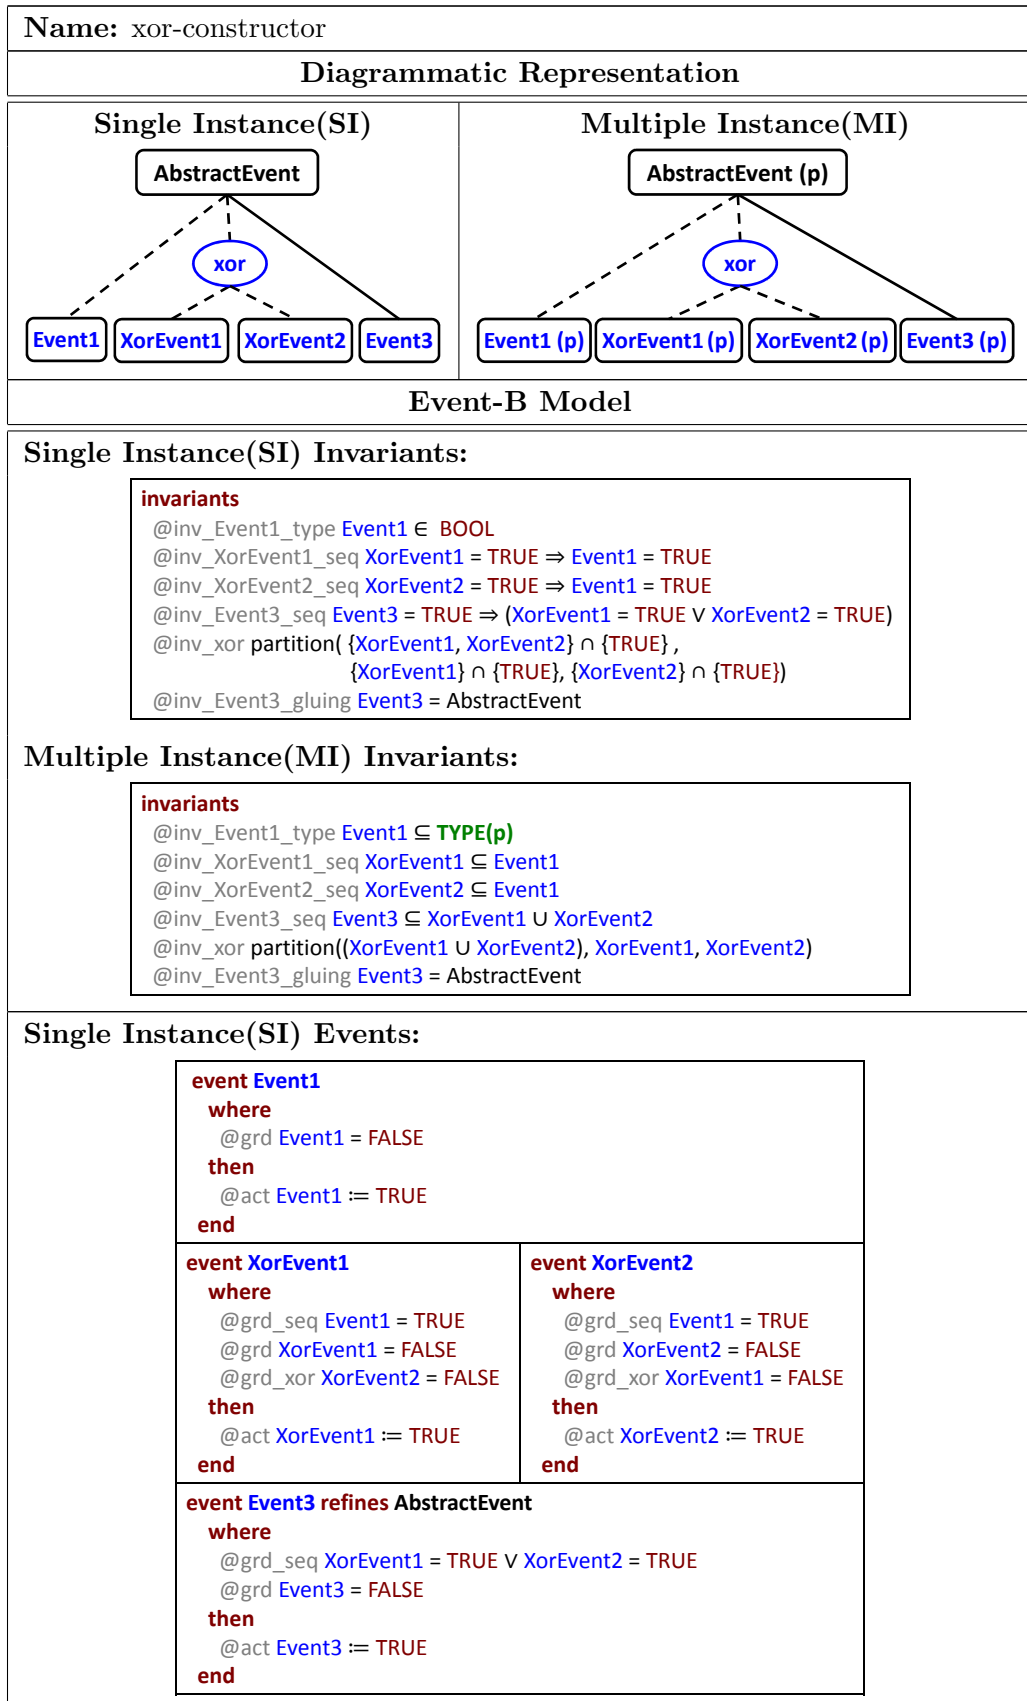 Name: xor-constructor
Diagrammatic Representation
Single Instance(SI)
AbstractEvent
xor
Event1 XorEvent1 XorEvent2 Event3
Multiple Instance(MI)
AbstractEvent (p)
xor
Event1 (p) XorEvent1 (p) XorEvent2 (p) Event3 (p)
Event-B Model
Single Instance(SI) Invariants:
invariants
@inv_Event1_type Event1 ∈ BOOL
@inv_XorEvent1_seq XorEvent1 = TRUE ⇒ Event1 = TRUE
@inv_XorEvent2_seq XorEvent2 = TRUE ⇒ Event1 = TRUE
@inv_Event3_seq Event3 = TRUE ⇒ (XorEvent1 = TRUE ∨ XorEvent2 = TRUE)
@inv_xor partition( {XorEvent1, XorEvent2} ∩ {TRUE} ,
{XorEvent1} ∩ {TRUE}, {XorEvent2} ∩ {TRUE})
@inv_Event3_gluing Event3 = AbstractEvent
Multiple Instance(MI) Invariants:
invariants
@inv_Event1_type Event1 ⊆ TYPE(p)
@inv_XorEvent1_seq XorEvent1 ⊆ Event1
@inv_XorEvent2_seq XorEvent2 ⊆ Event1
@inv_Event3_seq Event3 ⊆ XorEvent1 ∪ XorEvent2
@inv_xor partition((XorEvent1 ∪ XorEvent2), XorEvent1, XorEvent2)
@inv_Event3_gluing Event3 = AbstractEvent
Single Instance(SI) Events:
event Event1
where
@grd Event1 = FALSE
then
@act Event1 ≔ TRUE
end
event XorEvent1
where
@grd_seq Event1 = TRUE
@grd XorEvent1 = FALSE
@grd_xor XorEvent2 = FALSE
then
@act XorEvent1 ≔ TRUE
end
event XorEvent2
where
@grd_seq Event1 = TRUE
@grd XorEvent2 = FALSE
@grd_xor XorEvent1 = FALSE
then
@act XorEvent2 ≔ TRUE
end
event Event3 refines AbstractEvent
where
@grd_seq XorEvent1 = TRUE ∨ XorEvent2 = TRUE
@grd Event3 = FALSE
then
@act Event3 ≔ TRUE
end